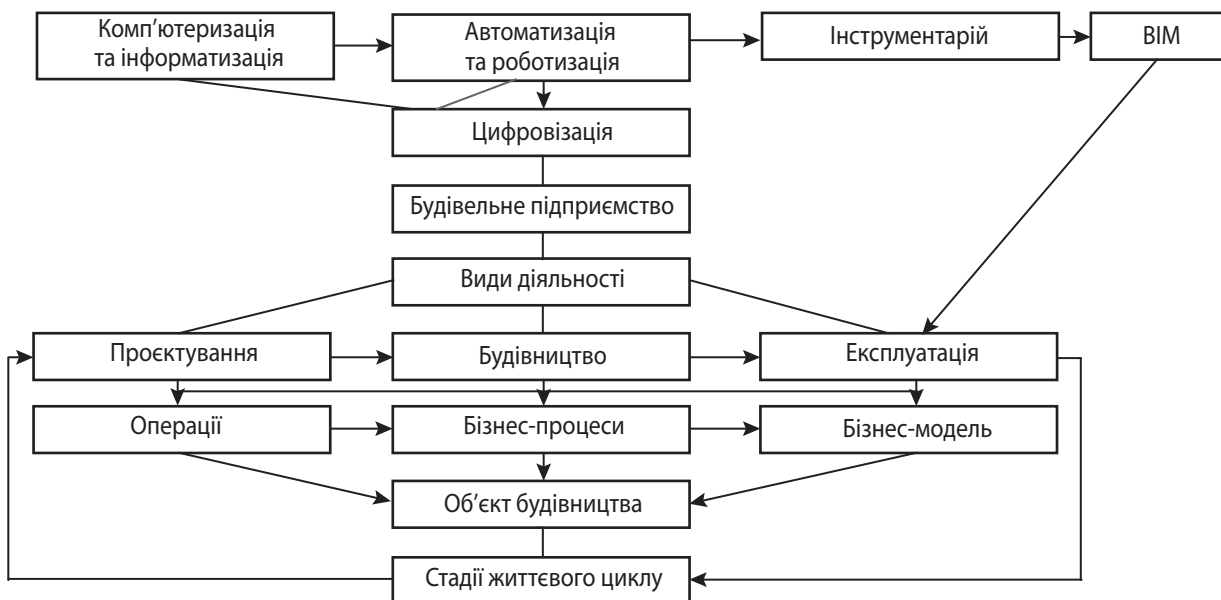 Комп'ютеризація
та інформатизація
Автоматизація
та роботизація
Інструментарій
BIM
Цифровізація
Будівельне підприємство
Види діяльності
Проєктування
Будівництво
Експлуатація
Операції
Бізнес-процеси
Бізнес-модель
Об'єкт будівництва
Стадії життєвого циклу